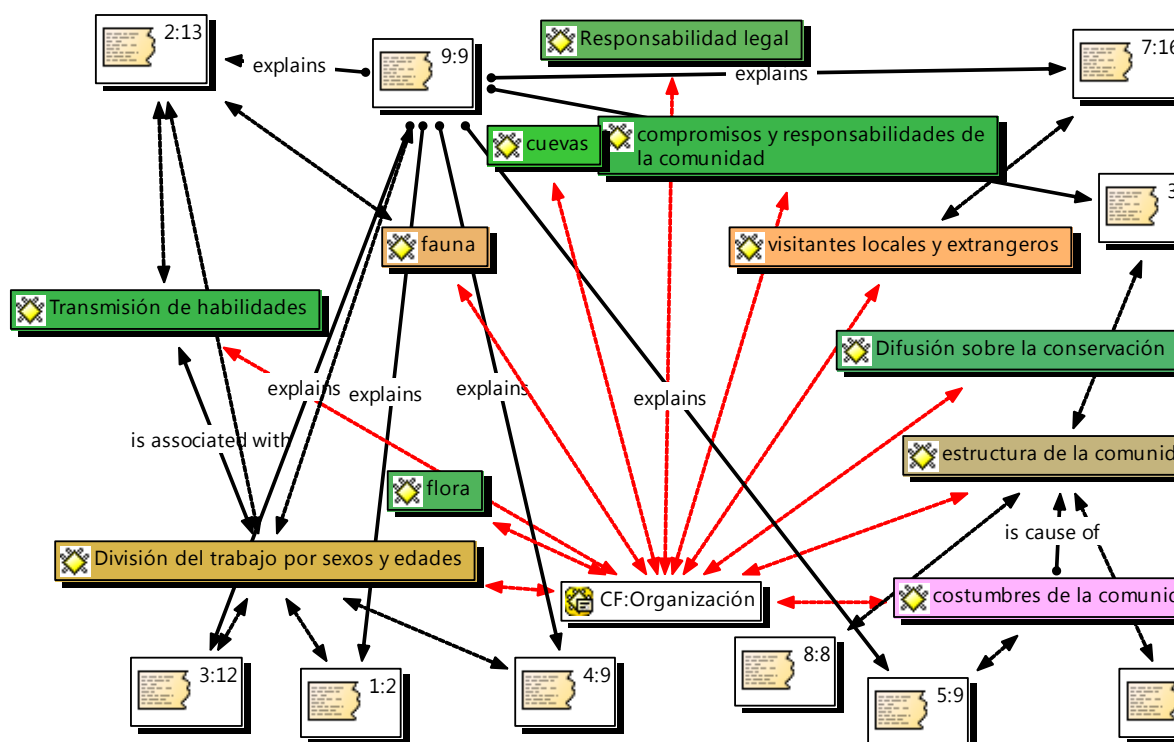 2:13
9:9
Responsabilidad legal
7:16
explains
explains
cuevas
compromisos y responsabilidades de
la comunidad
3
fauna
visitantes locales y extrangeros
Transmisión de habilidades
Difusión sobre la conservación
explains
explains
explains
explains
is associated with
estructura de la comunid
flora
is cause of
División del trabajo por sexos y edades
CF:Organización
costumbres de la comunic
3:12
1:2
4:9
8:8
5:9